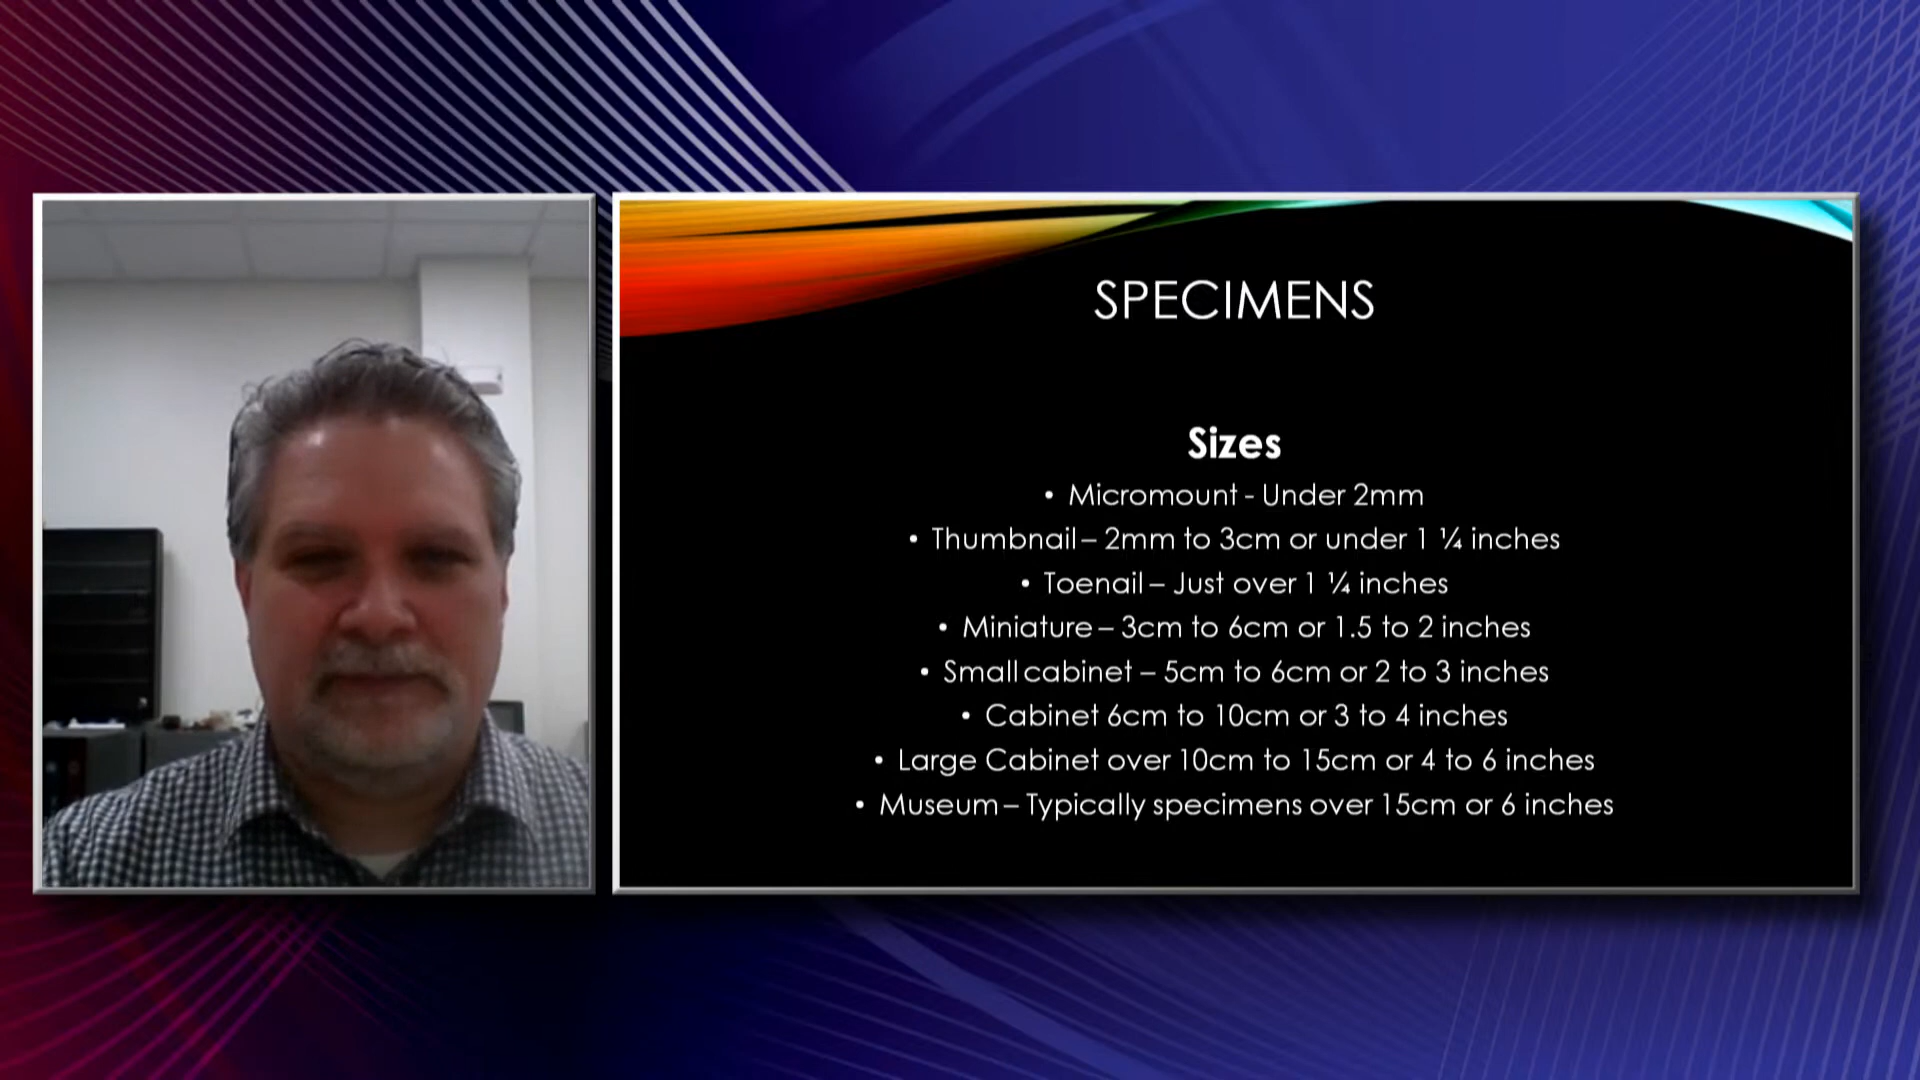 SPECIMENS
Sizes
• Micromount - Under 2mm
• Thumbnail – 2mm to 3cm or under 1 ¼ inches
• Toenail – Just over 1 ¼ inches
• Miniature – 3cm to 6cm or 1.5 to 2 inches
• Small cabinet – 5cm to 6cm or 2 to 3 inches
• Cabinet 6cm to 10cm or 3 to 4 inches
• Large Cabinet over 10cm to 15cm or 4 to 6 inches
• Museum – Typically specimens over 15cm or 6 inches